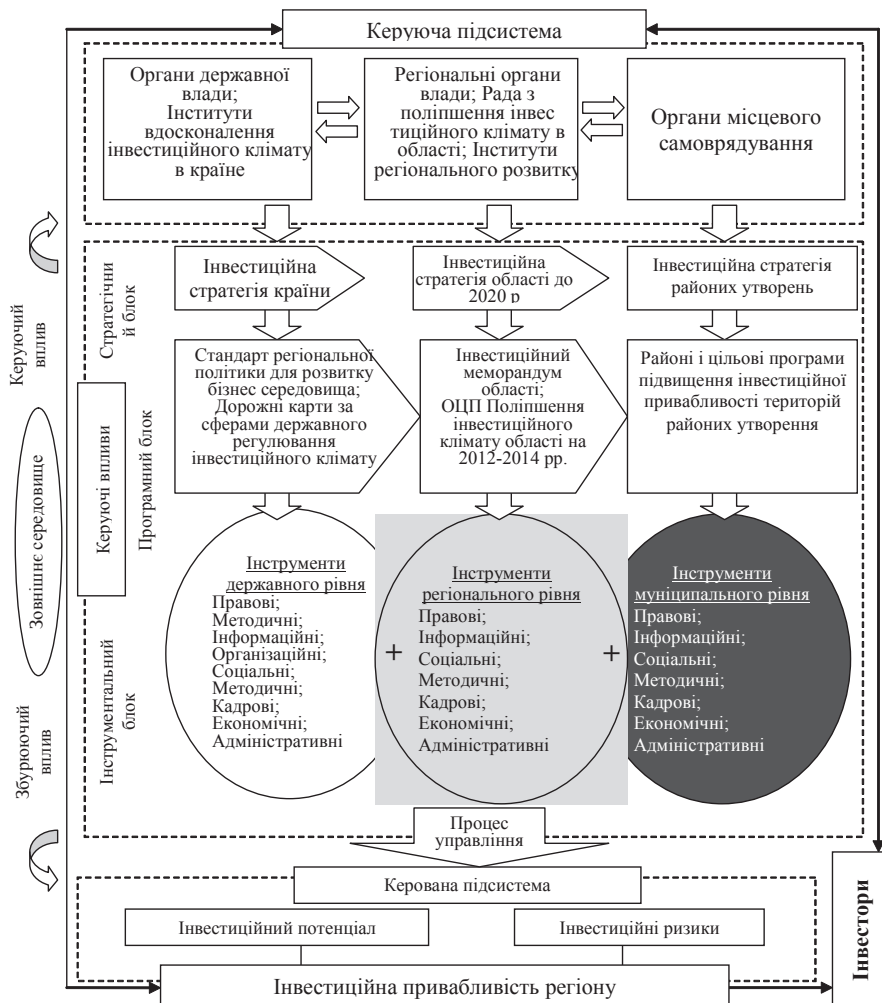 Керуюча підсистема
Органи державної
влади;
Інститути
вдосконалення
інвестиційного клімату
в країне
Регіональні органи
влади; Рада з
поліпшення інвес
тиційного клімату в
області; Інститути
регіонального розвитку
Органи місцевого
самоврядування
Керуючий
вплив
Зовнішнє середовище
Збурюючий
вплив
Стратегічни
й блок
Керуючі впливи
Програмний блок
Інструментальний
блок
Інвестиційна
стратегія країни
Інвестиційна
стратегія області до
2020 р
Інвестиційна стратегія
районих утворень
Стандарт регіональної
політики для розвитку
бізнес середовища;
Дорожні карти за
сферами державного
регулювання
інвестиційного клімату
Інвестиційний
меморандум
області;
ОЦП Поліпшення
інвестиційного
клімату області на
2012-2014 рр.
Районі і цільові програми
підвищення інвестиційної
привабливості територій
районих утворення
Інструменти
державного рівня
Правові;
Методичні;
Інформаційні;
Організаційні;
Соціальні;
Методичні;
Кадрові;
Економічні;
Адміністративні
+
Інструменти
регіонального рівня
Правові;
Інформаційні;
Соціальні;
Методичні;
Кадрові;
Економічні;
Адміністративні
+
Інструменти
муніципального рівня
Правові;
Інформаційні;
Соціальні;
Методичні;
Кадрові;
Економічні;
Адміністративні
Процес
управління
Керована підсистема
Інвестиційний потенціал
Інвестиційні ризики
Інвестиційна привабливість регіону
Інвестори